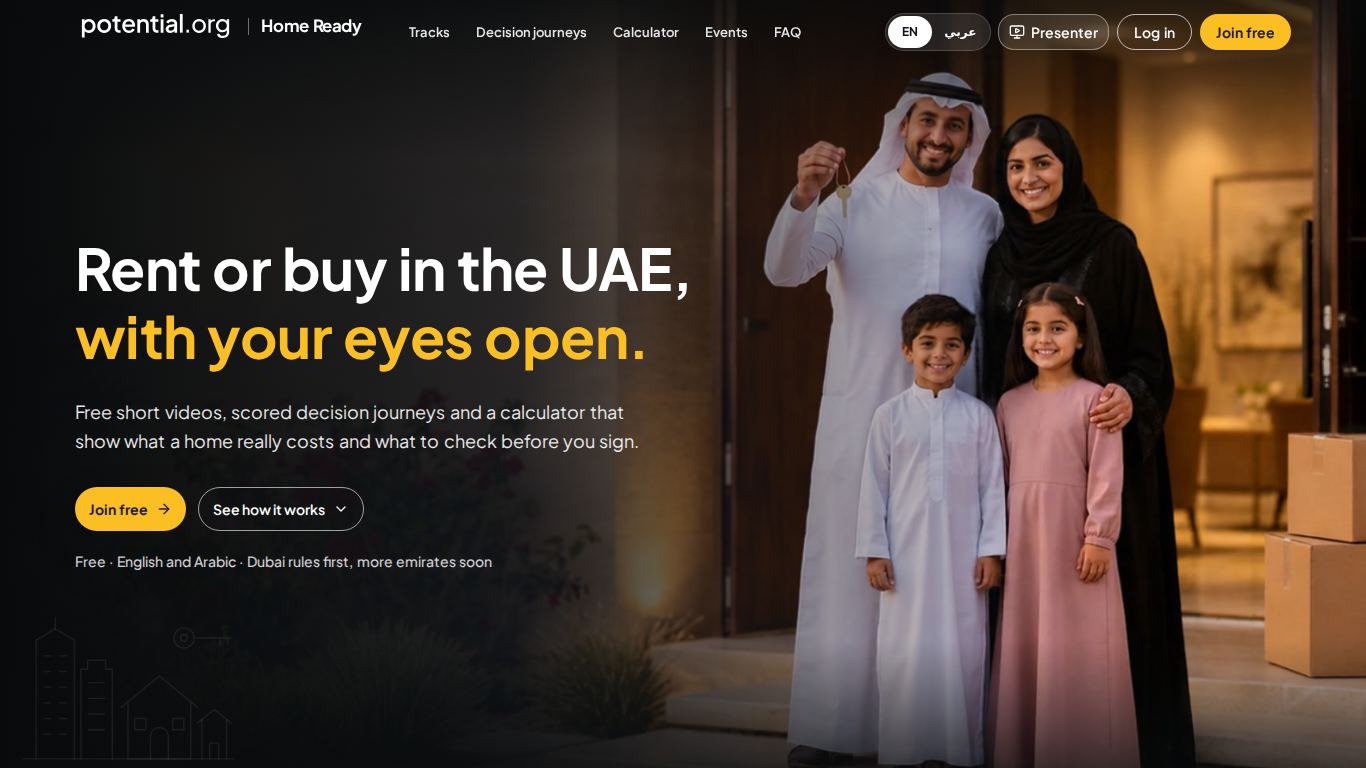 potential.org | Home Ready
Tracks
Decision journeys
Calculator
Events
FAQ
EN
عربي
Presenter
Log in
Join free
Rent or buy in the UAE,
with your eyes open.
Free short videos, scored decision journeys and a calculator that
show what a home really costs and what to check before you sign.
Join free
See how it works
Free · English and Arabic · Dubai rules first, more emirates soon